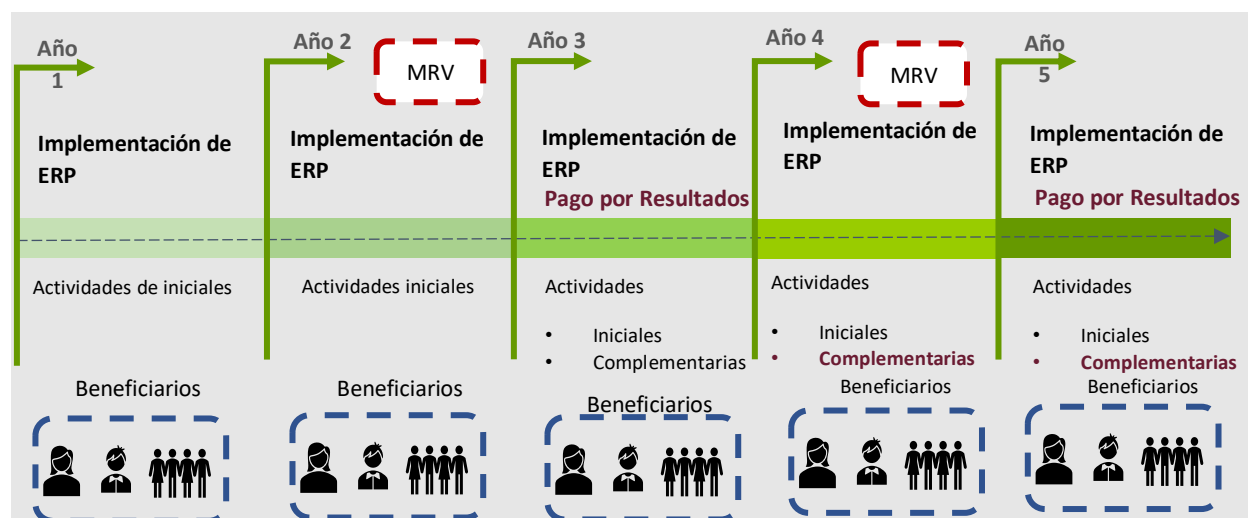 Año
1
Implementación de
ERP
Actividades de iniciales
Beneficiarios
Año 2
MRV
Implementación de
ERP
Actividades iniciales
Beneficiarios
Año 3
Implementación de
ERP
Pago por Resultados
Actividades
• Iniciales
• Complementarias
Beneficiarios
Año 4
MRV
Implementación de
ERP
Actividades
• Iniciales
• Complementarias
Beneficiarios
Año
5
Implementación de
ERP
Pago por Resultados
Actividades
• Iniciales
• Complementarias
Beneficiarios